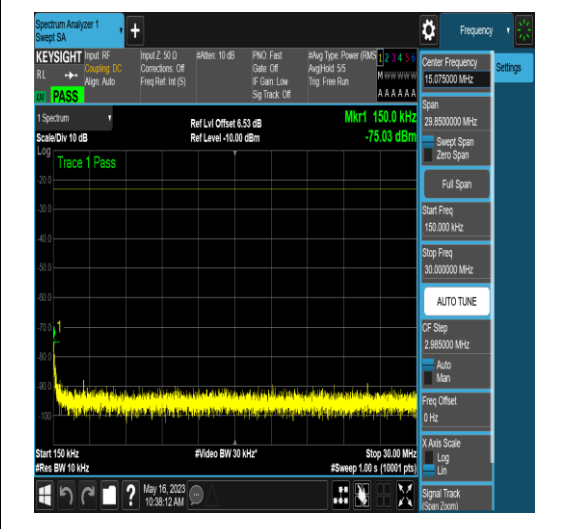 Spectrum Analyzer 1
Swept SA
+
Frequency
KEYSIGHT
RL
PASS
Input: RF
Coupling: DC
Align: Auto
Input Z: 50 Ω
Corrections: Off
Freq Ref: Int (S)
#Atten: 10 dB
PNO: Fast
Gate: Off
IF Gain: Low
Sig Track: Off
#Avg Type: Power (RMS
Avg|Hold: 5/5
Trig: Free Run
1 2 3 4 5 6
M w w w w w
A A A A A A
1 Spectrum
Scale/Div 10 dB
Ref Lvl Offset 6.53 dB
Ref Level -10.00 dBm
Mkr1 150.0 kHz
-75.03 dBm
Log
Trace 1 Pass
-20.0
-30.0
-40.0
-50.0
-60.0
-70.0
1
-80.0
-90.0
-100
Start 150 kHz
#Res BW 10 kHz
#Video BW 30 kHz*
Stop 30.00 MHz
#Sweep 1.00 s (10001 pts)
?
May 16, 2023
10:38:12 AM
Center Frequency
15.075000 MHz
Settings
Span
29.8500000 MHz
Swept Span
Zero Span
Full Span
Start Freq
150.000 kHz
Stop Freq
30.000000 MHz
AUTO TUNE
CF Step
2.985000 MHz
Auto
Man
Freq Offset
0 Hz
X Axis Scale
Log
Lin
Signal Track
(Span Zoom)